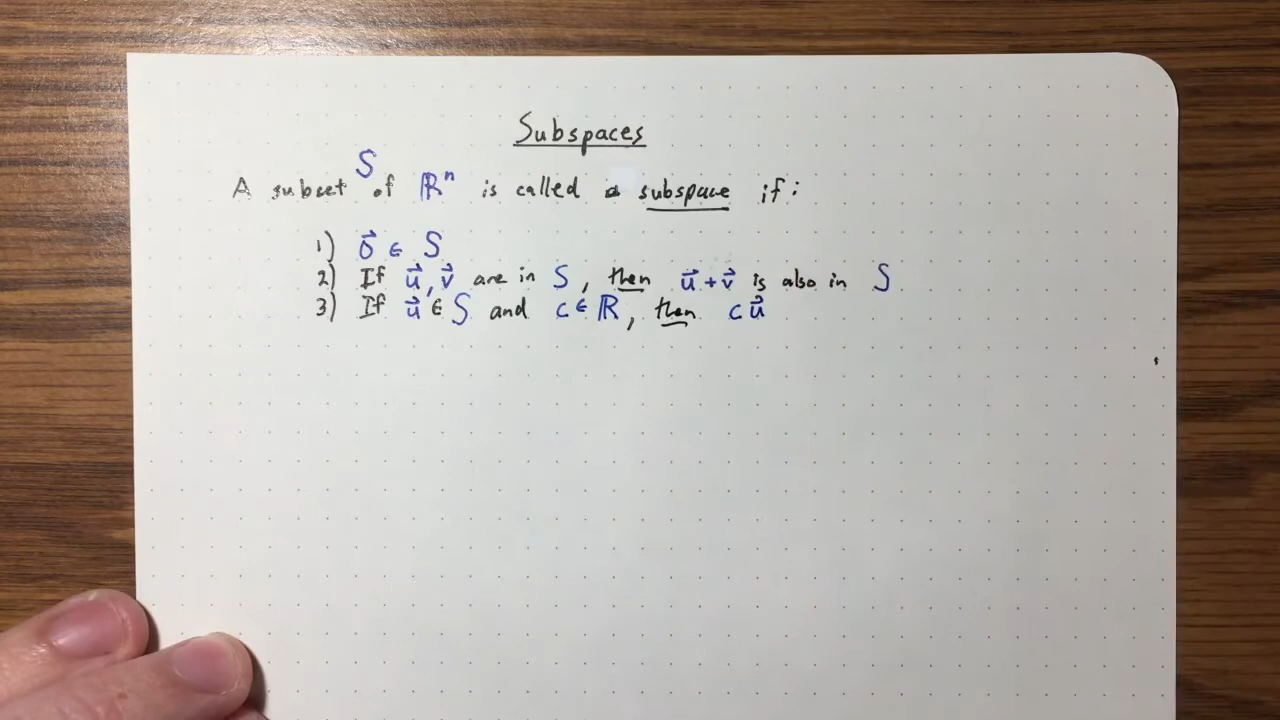 Subspaces
A subset S of ℝⁿ is called a subspace if:
1) 0⃗ ∈ S
2) If u⃗, v⃗ are in S, then u⃗ + v⃗ is also in S
3) If u⃗ ∈ S and c ∈ ℝ, then c u⃗